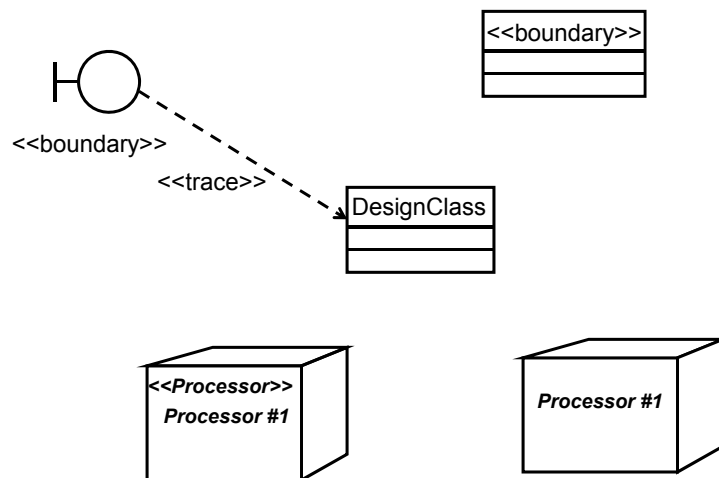 <<boundary>>
<<boundary>>
<<trace>>
DesignClass
<<Processor>>
Processor #1
Processor #1